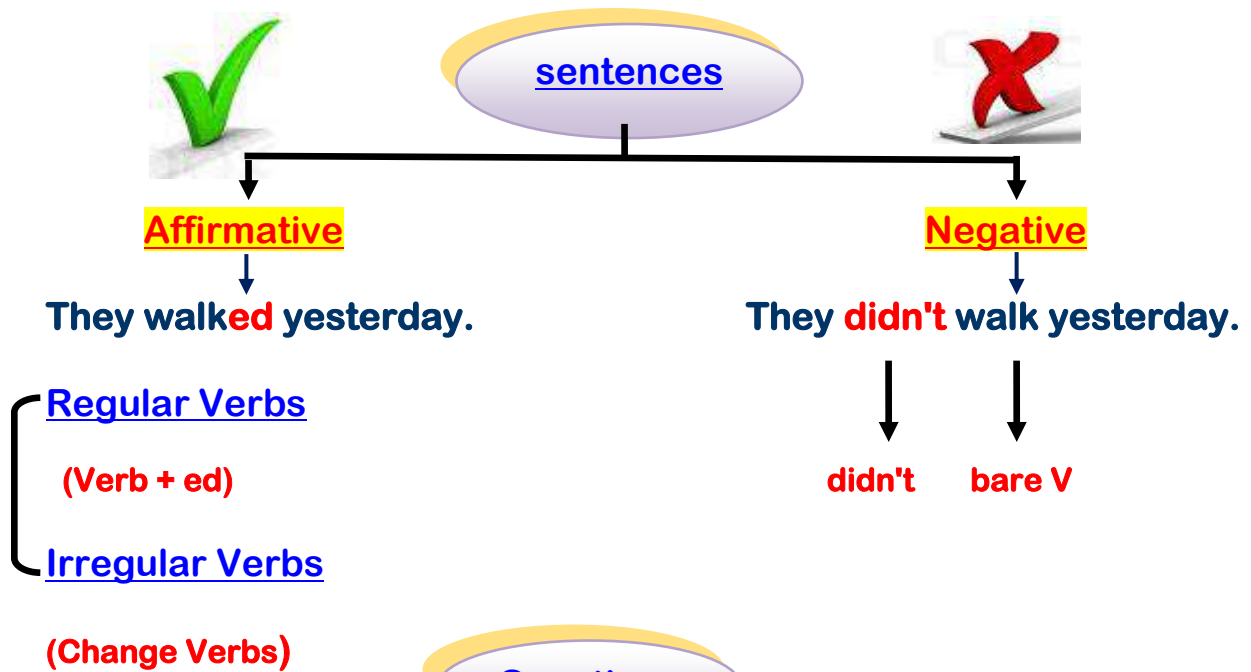 sentences
Affirmative
Negative
They walked yesterday.
They didn't walk yesterday.
Regular Verbs
(Verb + ed)
didn't bare V
Irregular Verbs
(Change Verbs)